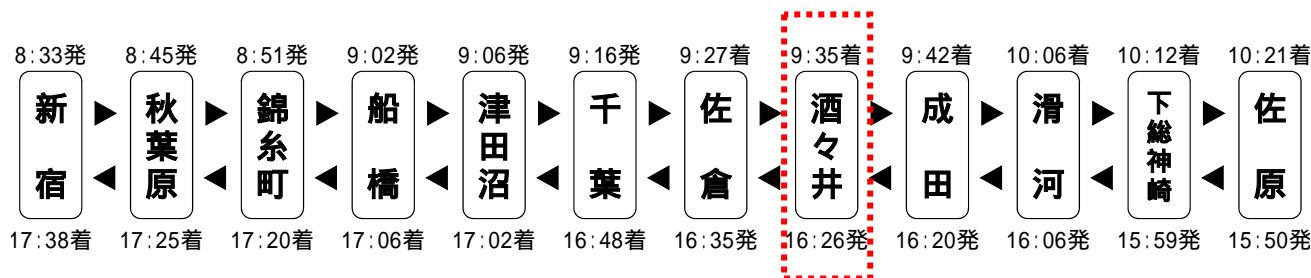 8:33発 8:45発 8:51発 9:02発 9:06発 9:16発 9:27着 9:35着 9:42着 10:06着 10:12着 10:21着
新宿 秋葉原 錦糸町 船橋 津田沼 千葉 佐倉 酒々井 成田 滑河 下総神崎 佐原
17:38着 17:25着 17:20着 17:06着 17:02着 16:48着 16:35発 16:26発 16:20発 16:06発 15:59発 15:50発